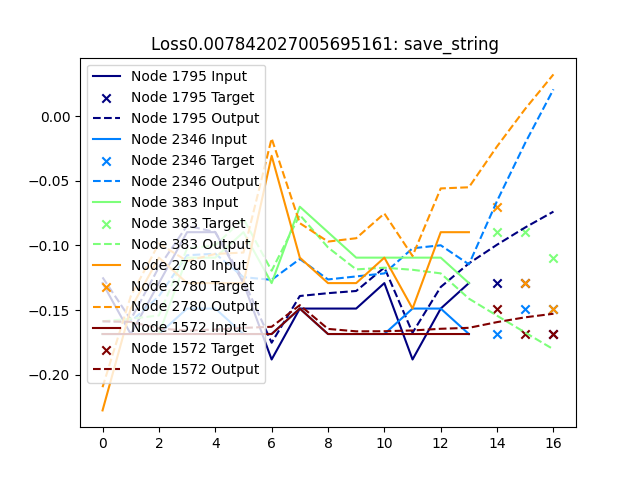 Loss0.007842027005695161: save_string
Node 1795 Input
Node 1795 Target
Node 1795 Output
Node 2346 Input
Node 2346 Target
Node 2346 Output
Node 383 Input
Node 383 Target
Node 383 Output
Node 2780 Input
Node 2780 Target
Node 2780 Output
Node 1572 Input
Node 1572 Target
Node 1572 Output
0.00
−0.05
−0.10
−0.15
−0.20
0 2 4 6 8 10 12 14 16